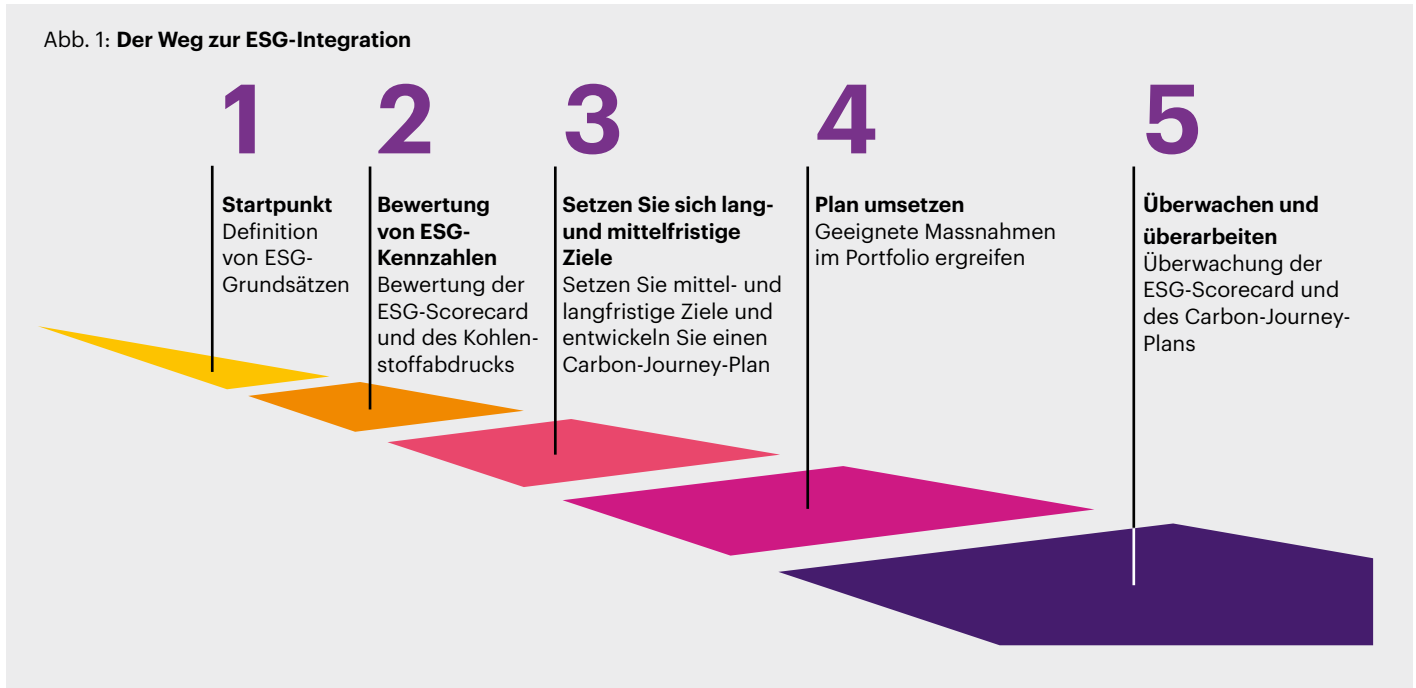 Abb. 1: Der Weg zur ESG-Integration
1
Startpunkt
Definition
von ESG-
Grundsätzen
2
Bewertung
von ESG-
Kennzahlen
Bewertung der
ESG-Scorecard
und des Kohlen-
stoffabdrucks
3
Setzen Sie sich lang-
und mittelfristige
Ziele
Setzen Sie mittel- und
langfristige Ziele und
entwickeln Sie einen
Carbon-Journey-Plan
4
Plan umsetzen
Geeignete Massnahmen
im Portfolio ergreifen
5
Überwachen und
überarbeiten
Überwachung der
ESG-Scorecard und
des Carbon-Journey-
Plans